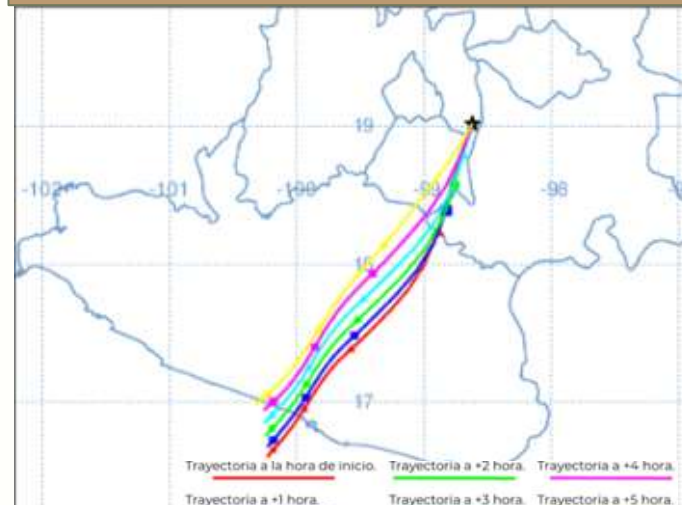 19
-102 -101 -100 -99 -98
18
17
Trayectoria a la hora de inicio. Trayectoria a +2 hora. Trayectoria a +4 hora.
Trayectoria a +1 hora. Trayectoria a +3 hora. Trayectoria a +5 hora.